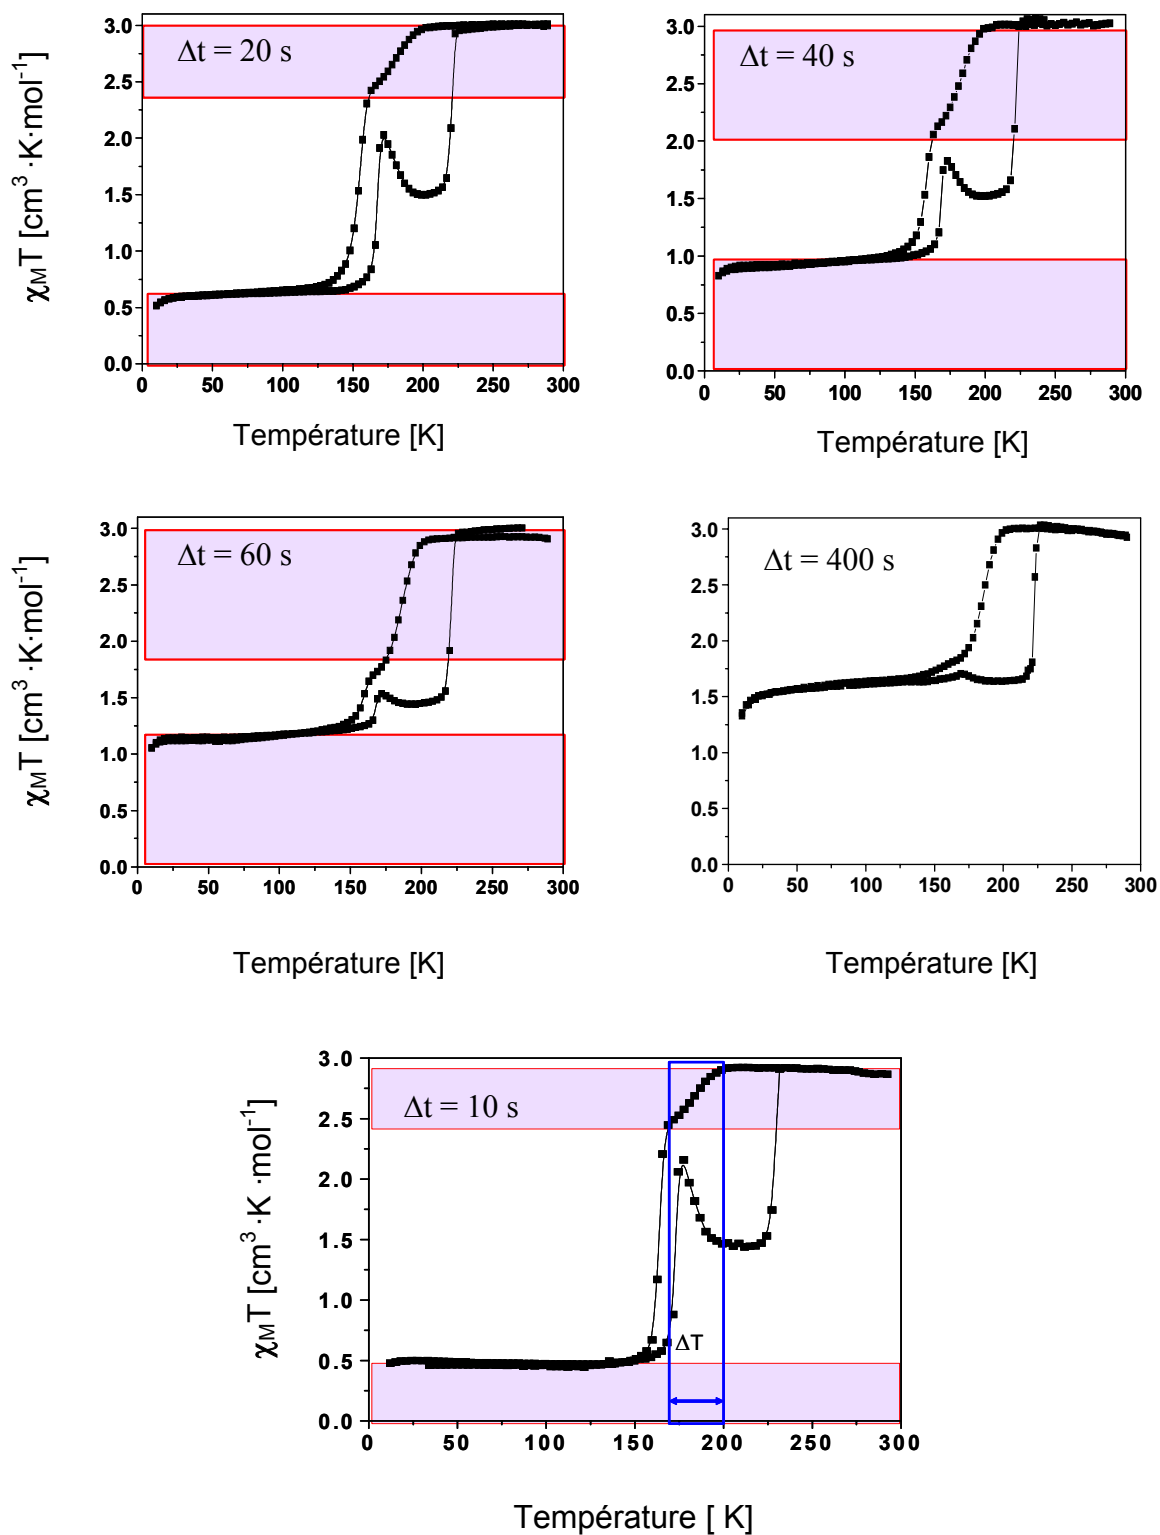 3.0
2.5
2.0
1.5
1.0
0.5
0.0
Δt = 20 s
0 50 100 150 200 250 300
χMT [cm³ ·K·mol⁻¹]
Température [K]
3.0
2.5
2.0
1.5
1.0
0.5
0.0
Δt = 40 s
0 50 100 150 200 250 300
Température [K]
3.0
2.5
2.0
1.5
1.0
0.5
0.0
Δt = 60 s
0 50 100 150 200 250 300
χMT [cm³ ·K·mol⁻¹]
Température [K]
3.0
2.5
2.0
1.5
1.0
0.5
0.0
Δt = 400 s
0 50 100 150 200 250 300
Température [K]
3.0
2.5
2.0
1.5
1.0
0.5
0.0
Δt = 10 s
ΔT
0 50 100 150 200 250 300
χMT [cm³ ·K ·mol⁻¹]
Température [ K]